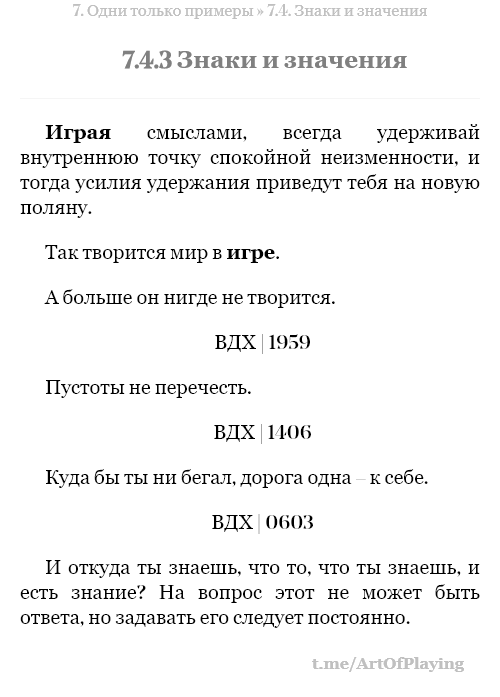 7. Одни только примеры » 7.4. Знаки и значения
7.4.3 Знаки и значения
Играя смыслами, всегда удерживай
внутреннюю точку спокойной неизменности, и
тогда усилия удержания приведут тебя на новую
поляну.
Так творится мир в игре.
А больше он нигде не творится.
ВДХ | 1959
Пустоты не перечесть.
ВДХ | 1406
Куда бы ты ни бегал, дорога одна – к себе.
ВДХ | 0603
И откуда ты знаешь, что то, что ты знаешь, и
есть знание? На вопрос этот не может быть
ответа, но задавать его следует постоянно.
t.me/ArtOfPlaying